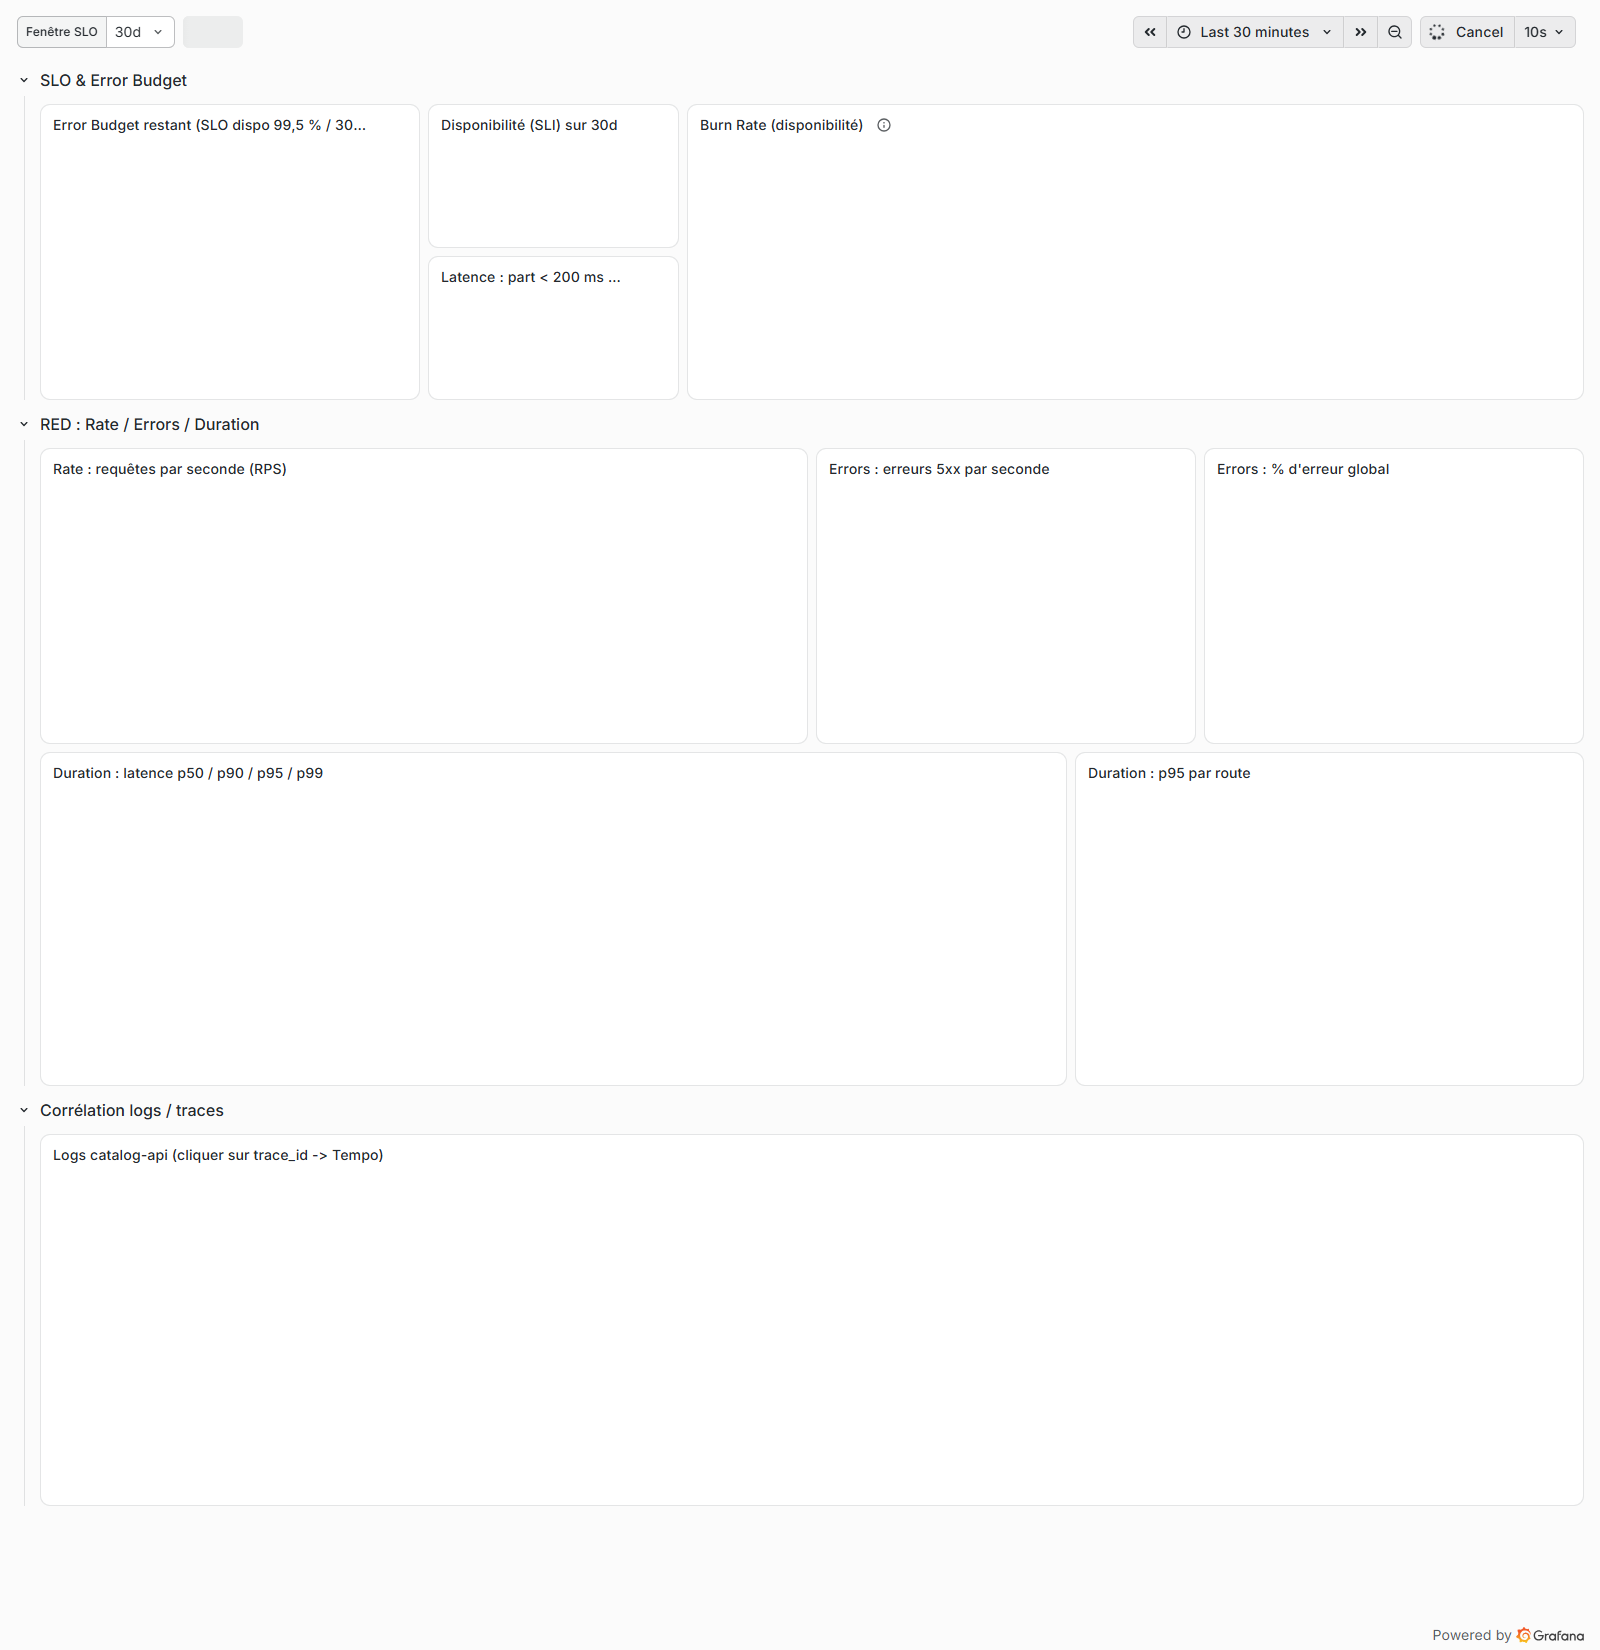 Fenêtre SLO 30d
Last 30 minutes Cancel 10s
SLO & Error Budget
Error Budget restant (SLO dispo 99,5 % / 30...
Disponibilité (SLI) sur 30d
Burn Rate (disponibilité)
Latence : part < 200 ms ...
RED : Rate / Errors / Duration
Rate : requêtes par seconde (RPS)
Errors : erreurs 5xx par seconde
Errors : % d'erreur global
Duration : latence p50 / p90 / p95 / p99
Duration : p95 par route
Corrélation logs / traces
Logs catalog-api (cliquer sur trace_id -> Tempo)
Powered by Grafana